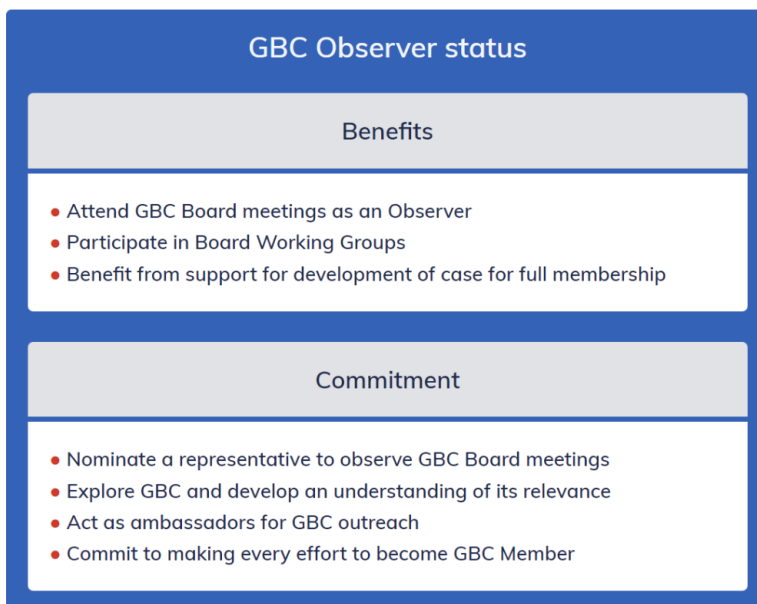 GBC Observer status
Benefits
• Attend GBC Board meetings as an Observer
• Participate in Board Working Groups
• Benefit from support for development of case for full membership
Commitment
• Nominate a representative to observe GBC Board meetings
• Explore GBC and develop an understanding of its relevance
• Act as ambassadors for GBC outreach
• Commit to making every effort to become GBC Member